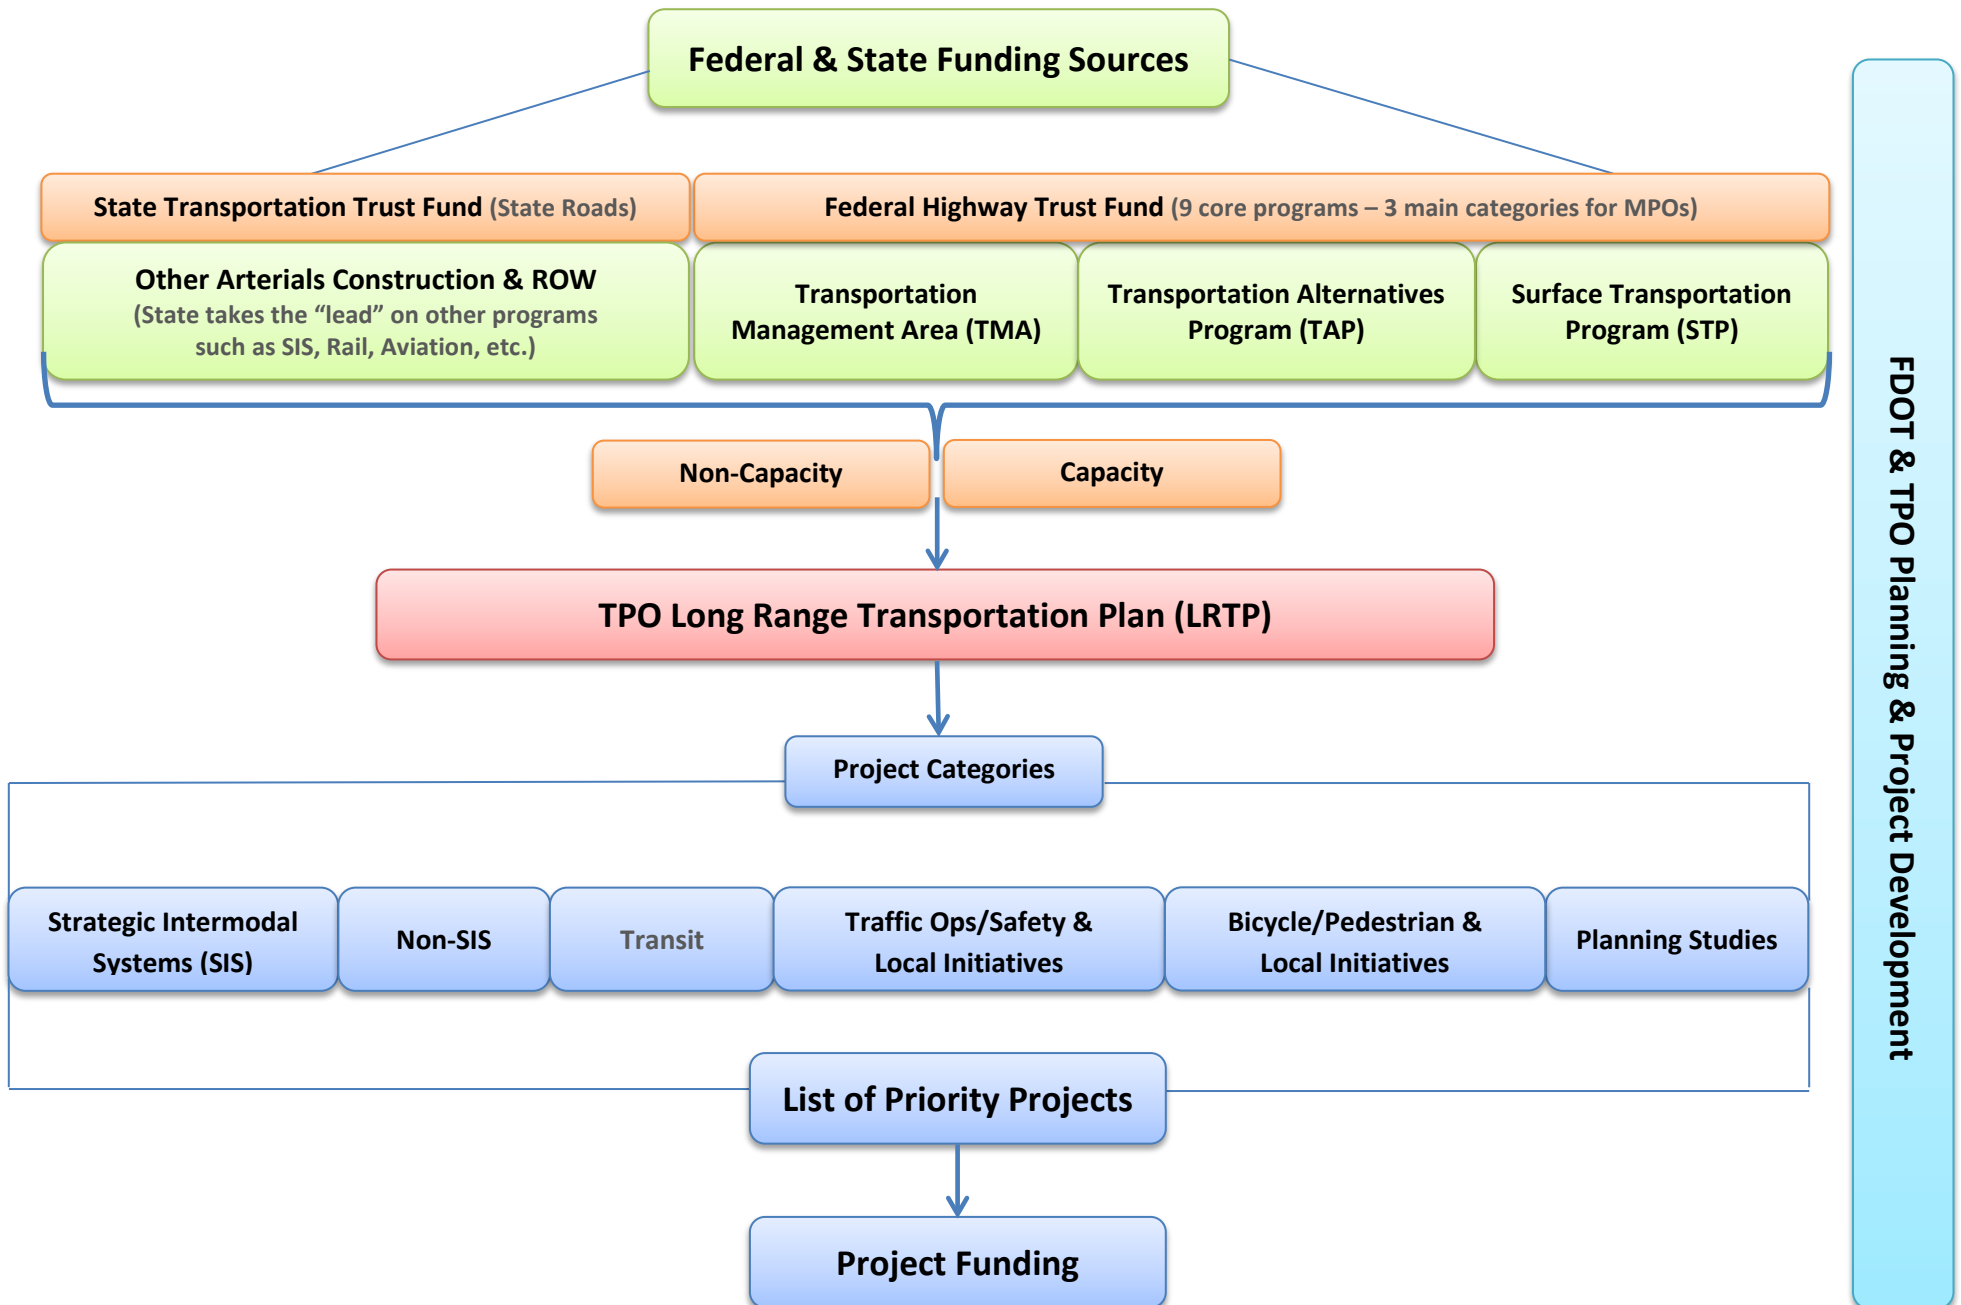 Federal & State Funding Sources
State Transportation Trust Fund (State Roads)
Federal Highway Trust Fund (9 core programs – 3 main categories for MPOs)
Other Arterials Construction & ROW
(State takes the “lead” on other programs
such as SIS, Rail, Aviation, etc.)
Transportation
Management Area (TMA)
Transportation Alternatives
Program (TAP)
Surface Transportation
Program (STP)
Non-Capacity
Capacity
TPO Long Range Transportation Plan (LRTP)
Project Categories
Strategic Intermodal
Systems (SIS)
Non-SIS
Transit
Traffic Ops/Safety &
Local Initiatives
Bicycle/Pedestrian &
Local Initiatives
Planning Studies
List of Priority Projects
Project Funding
FDOT & TPO Planning & Project Development